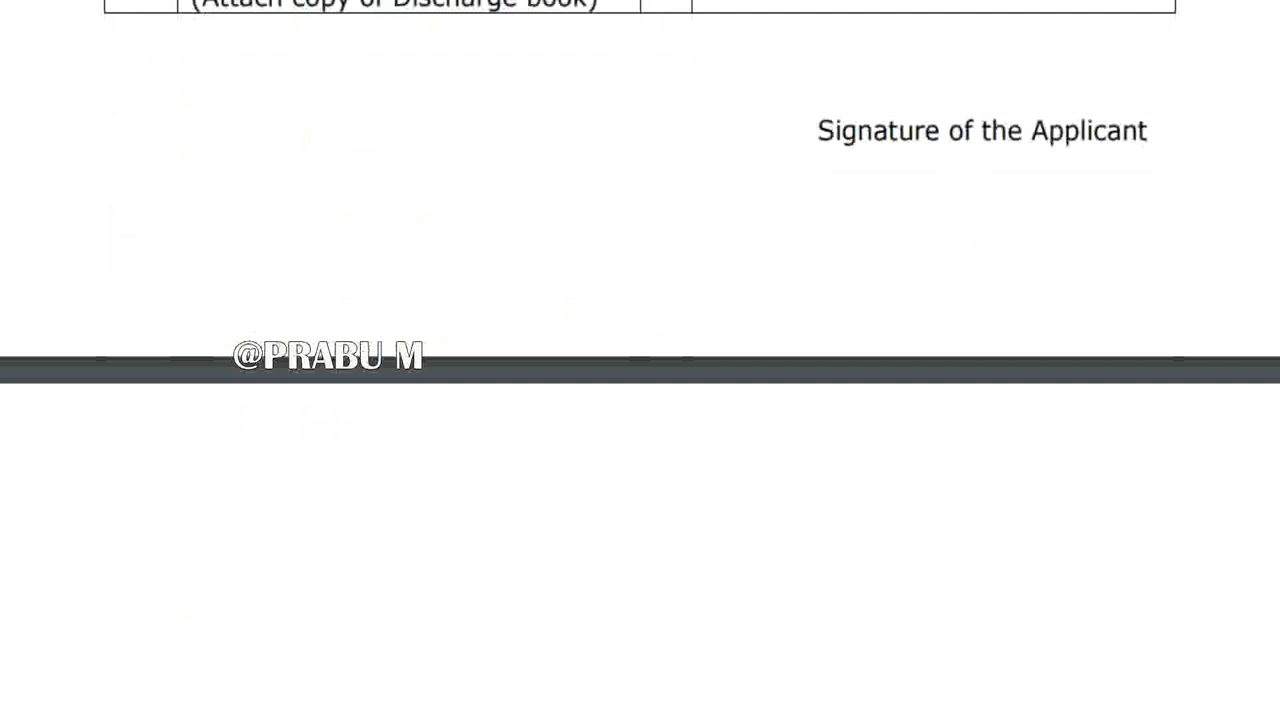 (Attach copy of Discharge book)
Signature of the Applicant
@PRABU M